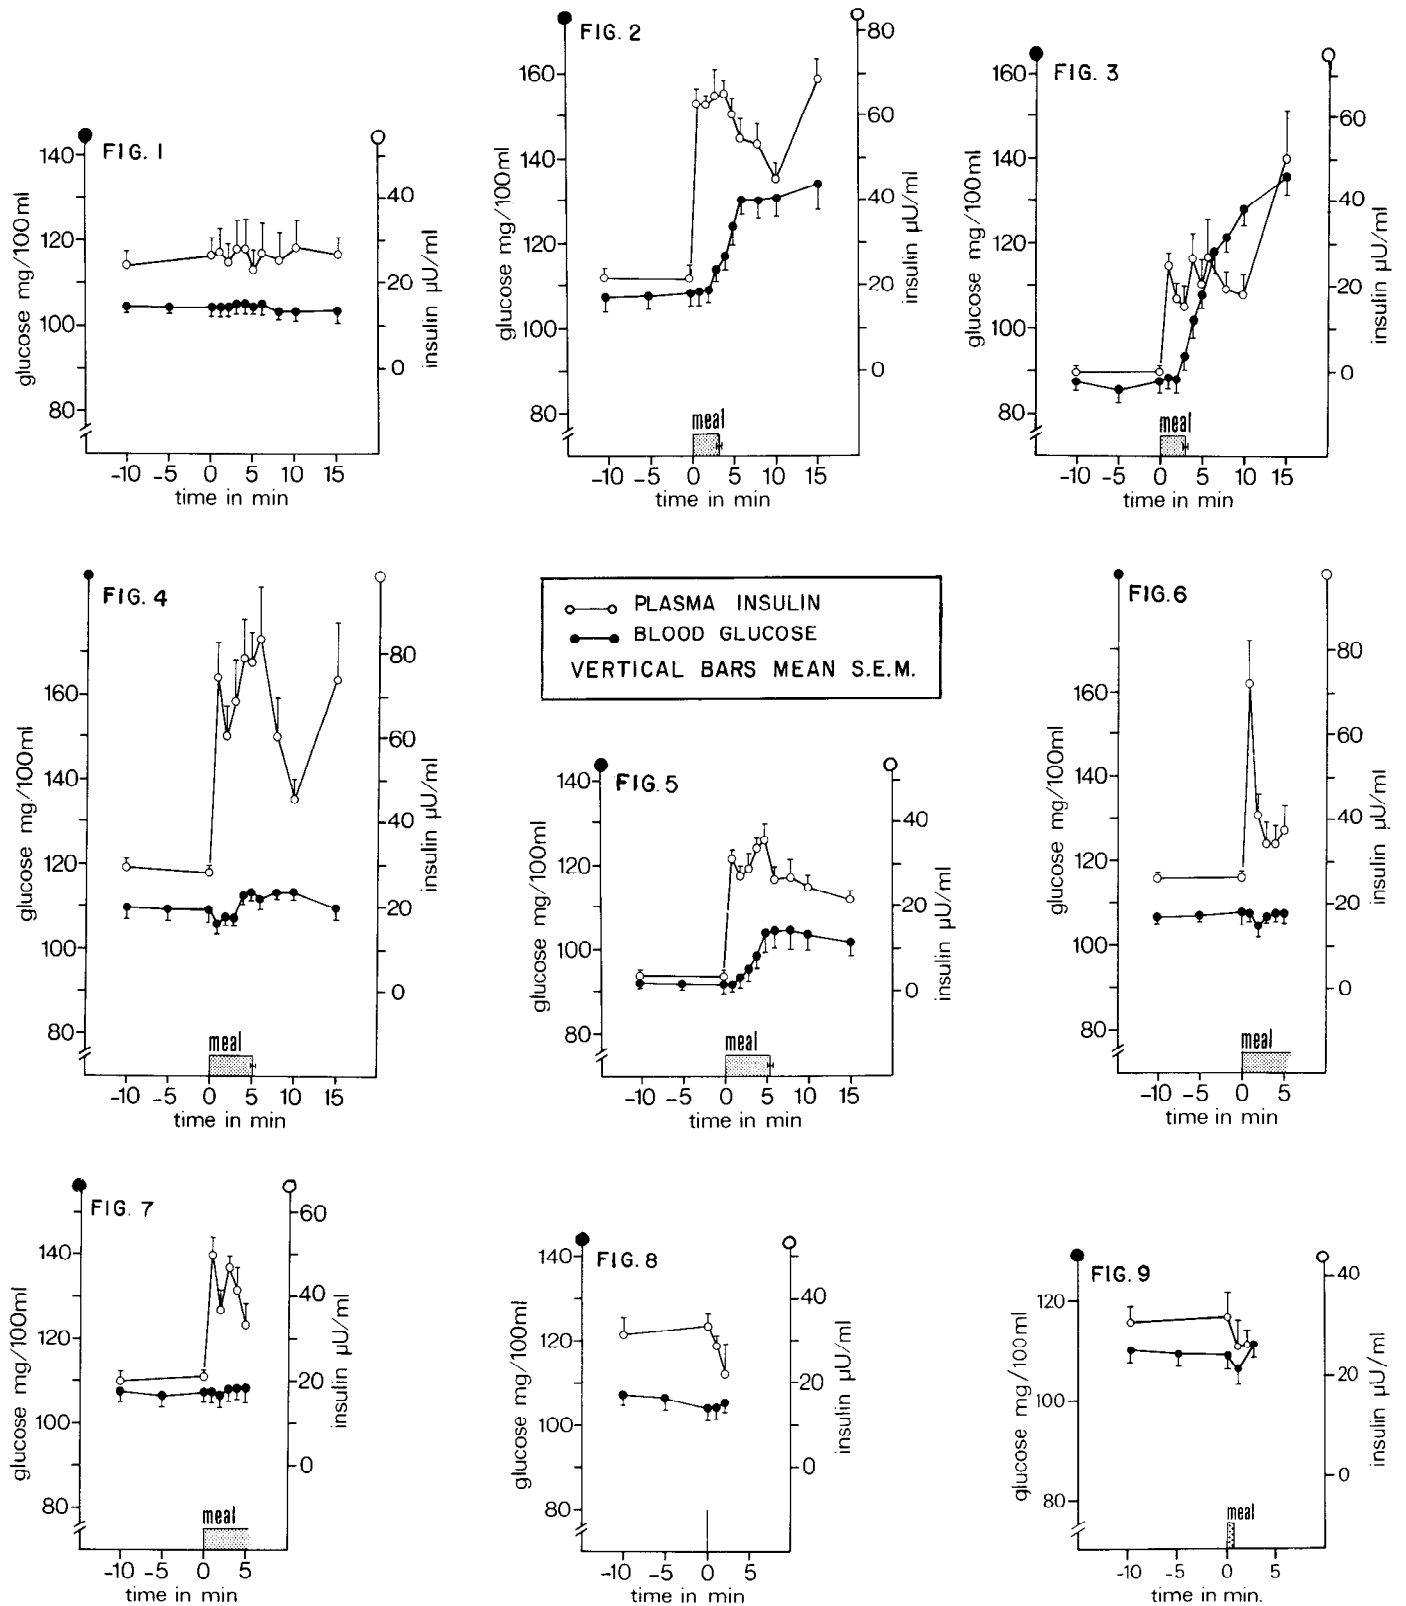 FIG. 1
glucose mg/100ml
140
120
100
80
40
20
0
insulin µU/ml
-10 -5 0 5 10 15
time in min
FIG. 2
glucose mg/100ml
160
140
120
100
80
80
60
40
20
0
insulin µU/ml
meal
-10 -5 0 5 10 15
time in min
FIG. 3
glucose mg/100ml
160
140
120
100
80
60
40
20
0
insulin µU/ml
meal
-10 -5 0 5 10 15
time in min
FIG. 4
glucose mg/100ml
160
140
120
100
80
80
60
40
20
0
insulin µU/ml
meal
-10 -5 0 5 10 15
time in min
PLASMA INSULIN
BLOOD GLUCOSE
VERTICAL BARS MEAN S.E.M.
FIG. 5
glucose mg/100ml
140
120
100
80
40
20
0
insulin µU/ml
meal
-10 -5 0 5 10 15
time in min
FIG.6
glucose mg/100ml
160
140
120
100
80
80
60
40
20
0
insulin µU/ml
meal
-10 -5 0 5
time in min
FIG. 7
glucose mg/100ml
140
120
100
80
60
40
20
0
insulin µU/ml
meal
-10 -5 0 5
time in min
FIG.8
glucose mg/100ml
140
120
100
80
40
20
0
insulin µU/ml
-10 -5 0 5
time in min
FIG.9
glucose mg/100ml
120
100
80
40
20
0
insulin µU/ml
meal
-10 -5 0 5
time in min.